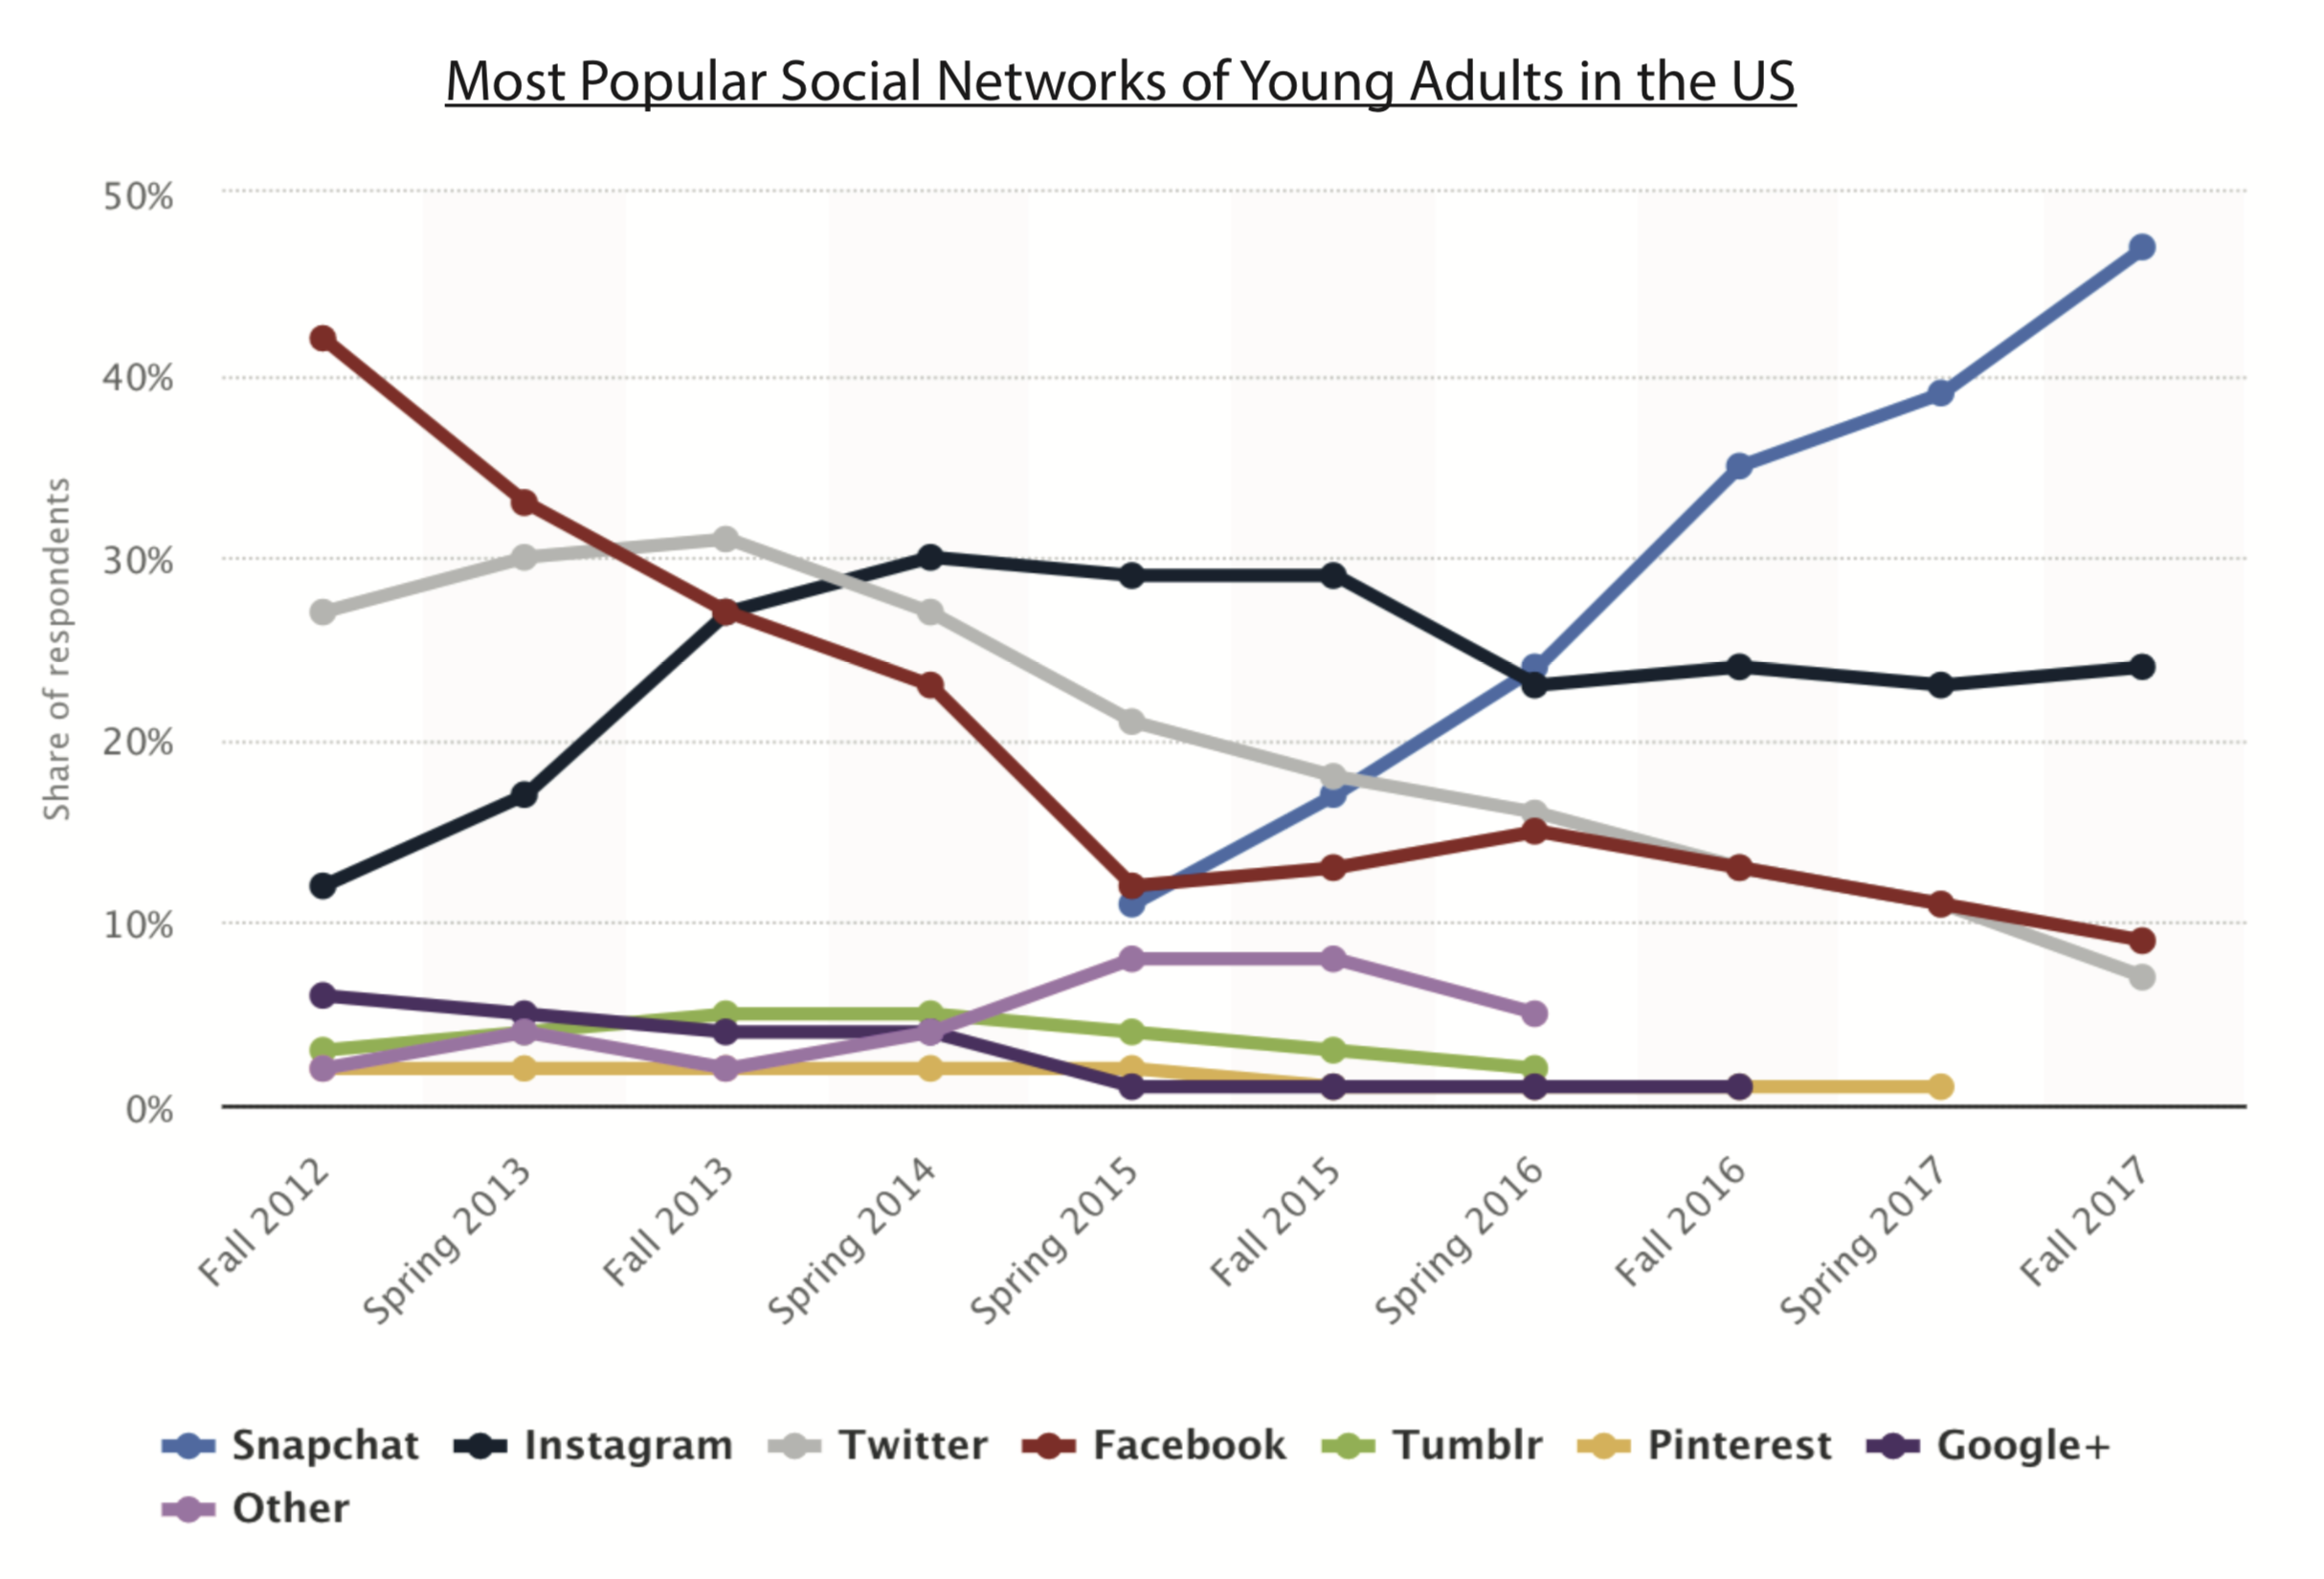 Most Popular Social Networks of Young Adults in the US
50%
40%
30%
20%
10%
0%
Share of respondents
Fall 2012
Spring 2013
Fall 2013
Spring 2014
Spring 2015
Fall 2015
Spring 2016
Fall 2016
Spring 2017
Fall 2017
Snapchat Instagram Twitter Facebook Tumblr Pinterest Google+
Other